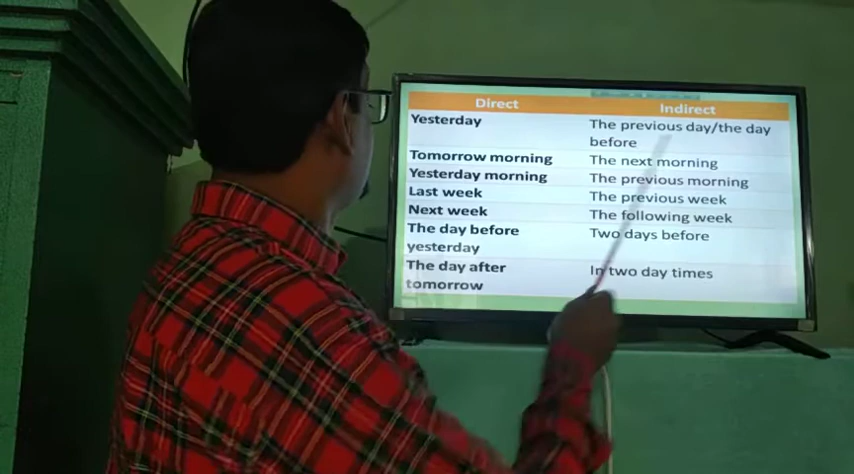 Direct Indirect
Yesterday The previous day/the day
before
Tomorrow morning The next morning
Yesterday morning The previous morning
Last week The previous week
Next week The following week
The day before Two days before
yesterday
The day after In two day times
tomorrow